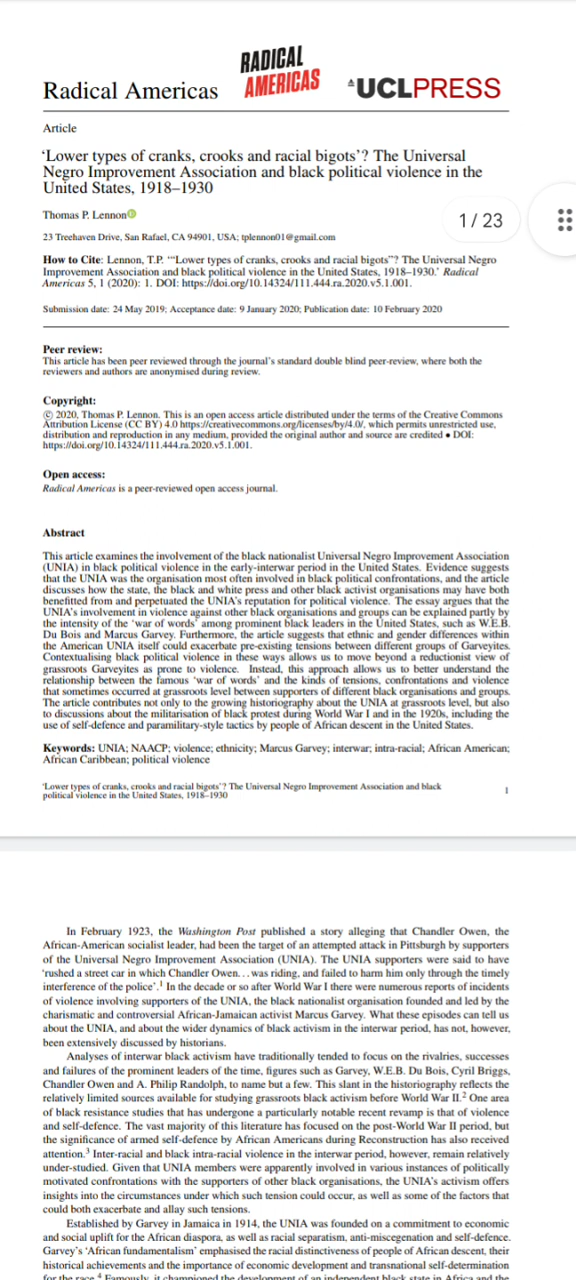 Radical Americas
RADICAL
AMERICAS
UCLPRESS
Article
‘Lower types of cranks, crooks and racial bigots’? The Universal
Negro Improvement Association and black political violence in the
United States, 1918–1930
Thomas P. Lennon
1 / 23
23 Treehaven Drive, San Rafael, CA 94901, USA; tplennon01@gmail.com
How to Cite: Lennon, T.P. ‘“Lower types of cranks, crooks and racial bigots”? The Universal Negro
Improvement Association and black political violence in the United States, 1918–1930.’ Radical
Americas 5, 1 (2020): 1. DOI: https://doi.org/10.14324/111.444.ra.2020.v5.1.001.
Submission date: 24 May 2019; Acceptance date: 9 January 2020; Publication date: 10 February 2020
Peer review:
This article has been peer reviewed through the journal’s standard double blind peer-review, where both the
reviewers and authors are anonymised during review.
Copyright:
© 2020, Thomas P. Lennon. This is an open access article distributed under the terms of the Creative Commons
Attribution License (CC BY) 4.0 https://creativecommons.org/licenses/by/4.0/, which permits unrestricted use,
distribution and reproduction in any medium, provided the original author and source are credited • DOI:
https://doi.org/10.14324/111.444.ra.2020.v5.1.001.
Open access:
Radical Americas is a peer-reviewed open access journal.
Abstract
This article examines the involvement of the black nationalist Universal Negro Improvement Association
(UNIA) in black political violence in the early-interwar period in the United States. Evidence suggests
that the UNIA was the organisation most often involved in black political confrontations, and the article
discusses how the state, the black and white press and other black activist organisations may have both
benefitted from and perpetuated the UNIA’s reputation for political violence. The essay argues that the
UNIA’s involvement in violence against other black organisations and groups can be explained partly by
the intensity of the ‘war of words’ among prominent black leaders in the United States, such as W.E.B.
Du Bois and Marcus Garvey. Furthermore, the article suggests that ethnic and gender differences within
the American UNIA could exacerbate pre-existing tensions between different groups of Garveyites.
Contextualising black political violence in these ways allows us to move beyond a reductionist view of
grassroots Garveyites as prone to violence. Instead, this approach allows us to better understand the
relationship between the famous ‘war of words’ and the kinds of tensions, confrontations and violence
that sometimes occurred at grassroots level between supporters of different black organisations and groups.
The article contributes not only to the growing historiography about the UNIA at grassroots level, but also
to discussions about the militarisation of black protest during World War I and in the 1920s, including the
use of self-defence and paramilitary-style tactics by people of African descent in the United States.
Keywords: UNIA; NAACP; violence; ethnicity; Marcus Garvey; interwar; intra-racial; African American;
African Caribbean; political violence
‘Lower types of cranks, crooks and racial bigots’? The Universal Negro Improvement Association and black
political violence in the United States, 1918–1930
1
In February 1923, the Washington Post published a story alleging that Chandler Owen, the
African-American socialist leader, had been the target of an attempted attack in Pittsburgh by supporters
of the Universal Negro Improvement Association (UNIA). The UNIA supporters were said to have
‘rushed a street car in which Chandler Owen. . . was riding, and failed to harm him only through the timely
interference of the police’.1 In the decade or so after World War I there were numerous reports of incidents
of violence involving supporters of the UNIA, the black nationalist organisation founded and led by the
charismatic and controversial African-Jamaican activist Marcus Garvey. What these episodes can tell us
about the UNIA, and about the wider dynamics of black activism in the interwar period, has not, however,
been extensively discussed by historians.
Analyses of interwar black activism have traditionally tended to focus on the rivalries, successes
and failures of the prominent leaders of the time, figures such as Garvey, W.E.B. Du Bois, Cyril Briggs,
Chandler Owen and A. Philip Randolph, to name but a few. This slant in the historiography reflects the
relatively limited sources available for studying grassroots black activism before World War II.2 One area
of black resistance studies that has undergone a particularly notable recent revamp is that of violence
and self-defence. The vast majority of this literature has focused on the post-World War II period, but
the significance of armed self-defence by African Americans during Reconstruction has also received
attention.3 Inter-racial and black intra-racial violence in the interwar period, however, remain relatively
under-studied. Given that UNIA members were apparently involved in various instances of politically
motivated confrontations with the supporters of other black organisations, the UNIA’s activism offers
insights into the circumstances under which such tension could occur, as well as some of the factors that
could both exacerbate and allay such tensions.
Established by Garvey in Jamaica in 1914, the UNIA was founded on a commitment to economic
and social uplift for the African diaspora, as well as racial separatism, anti-miscegenation and self-defence.
Garvey’s ‘African fundamentalism’ emphasised the racial distinctiveness of people of African descent, their
historical achievements and the importance of economic development and transnational self-determination
for the race.4 Famously, it championed the development of an independent black state in Africa and the